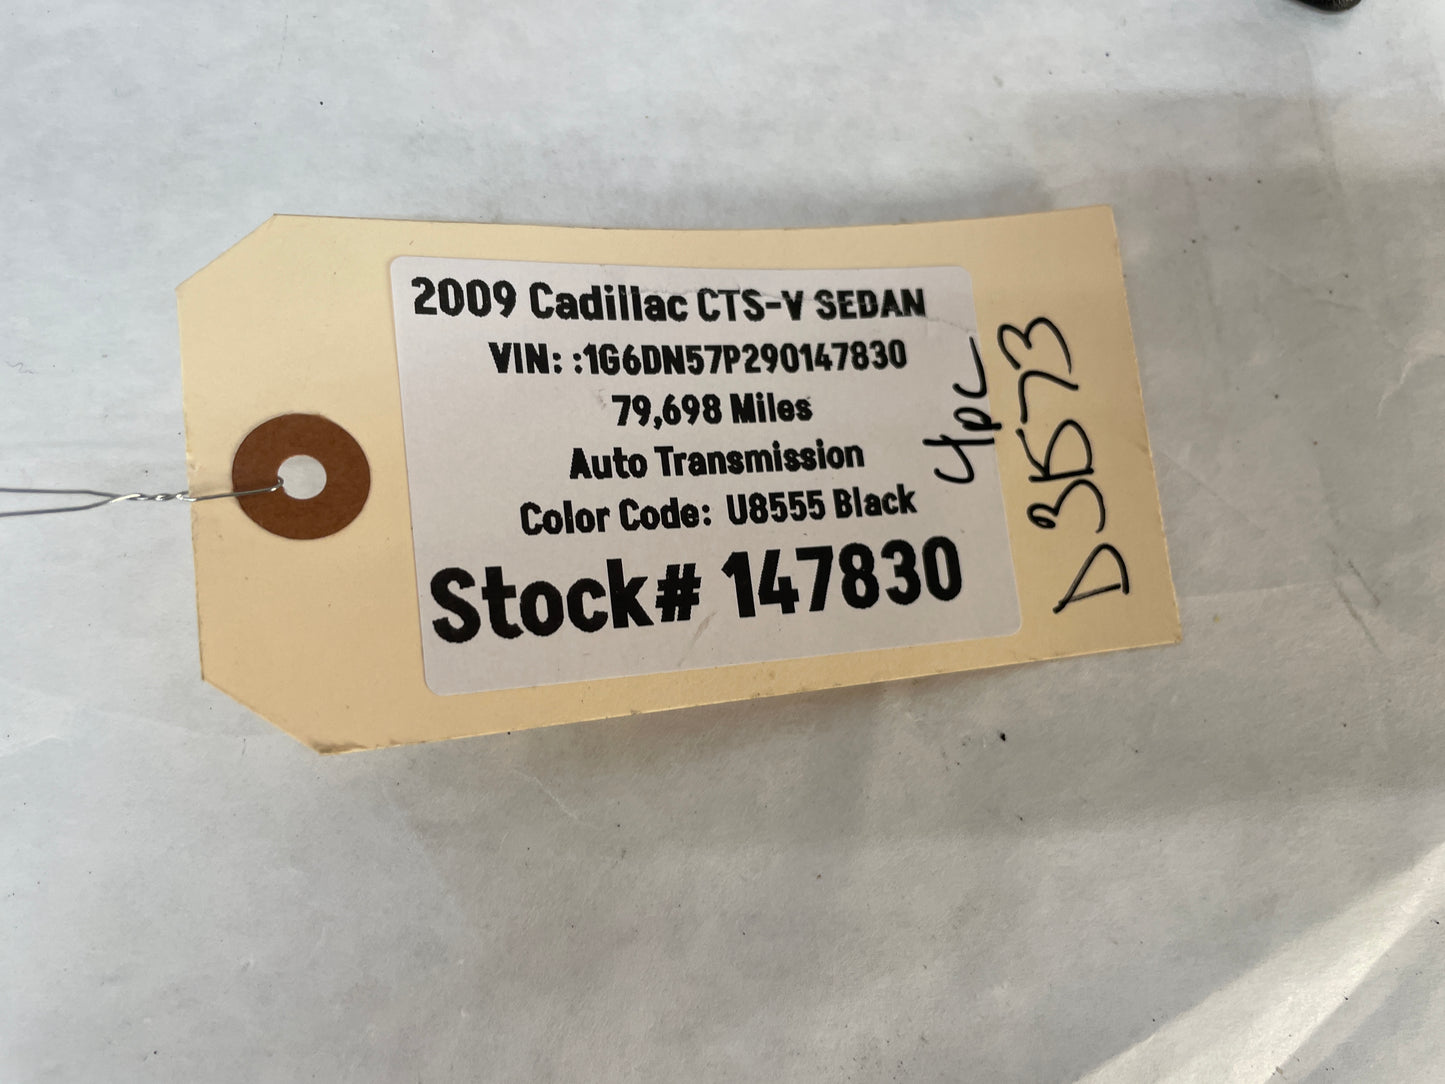 2009 Cadillac CTS-V SEDAN
VIN: :1G6DN57P290147830
79,698 Miles
Auto Transmission
Color Code: U8555 Black
Stock# 147830
4pc
D3573